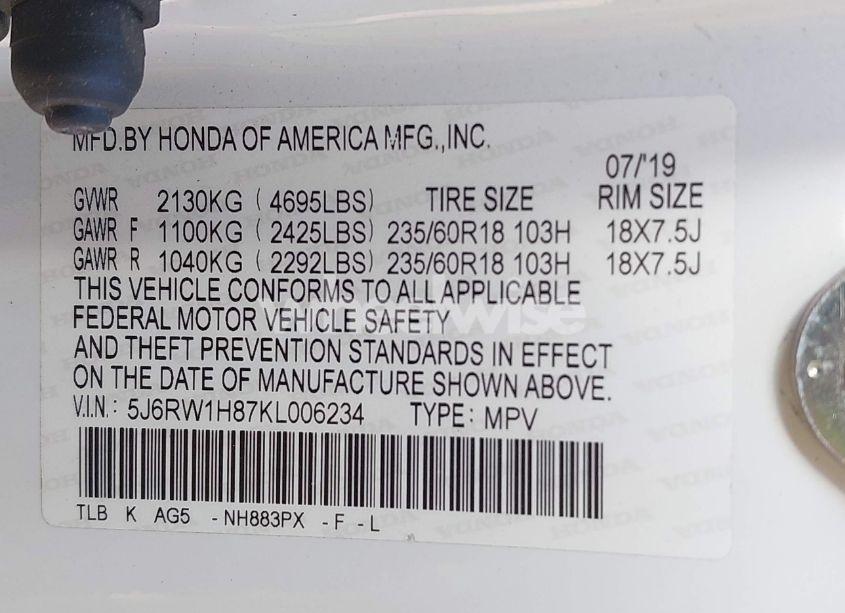 MFD.BY HONDA OF AMERICA MFG.,INC.
07/'19
GVWR 2130KG ( 4695LBS) TIRE SIZE RIM SIZE
GAWR F 1100KG ( 2425LBS) 235/60R18 103H 18X7.5J
GAWR R 1040KG ( 2292LBS) 235/60R18 103H 18X7.5J
THIS VEHICLE CONFORMS TO ALL APPLICABLE
FEDERAL MOTOR VEHICLE SAFETY
AND THEFT PREVENTION STANDARDS IN EFFECT
ON THE DATE OF MANUFACTURE SHOWN ABOVE.
V.I.N.: 5J6RW1H87KL006234 TYPE: MPV
TLB K AG5 -NH883PX -F -L